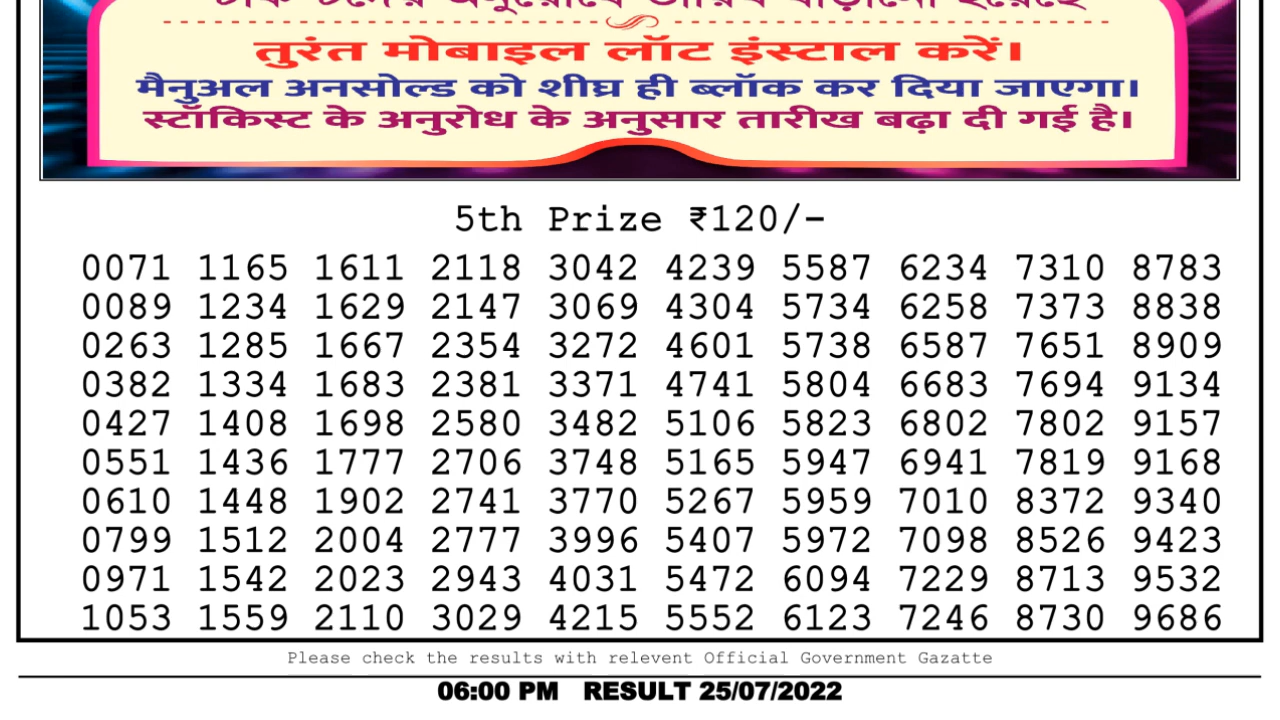 তারিখ বাড়ানো হয়েছে
तुरंत मोबाइल लॉट इंस्टाल करें।
मैनुअल अनसोल्ड को शीघ्र ही ब्लॉक कर दिया जाएगा।
स्टॉकिस्ट के अनुरोध के अनुसार तारीख बढ़ा दी गई है।
5th Prize ₹120/-
0071 1165 1611 2118 3042 4239 5587 6234 7310 8783
0089 1234 1629 2147 3069 4304 5734 6258 7373 8838
0263 1285 1667 2354 3272 4601 5738 6587 7651 8909
0382 1334 1683 2381 3371 4741 5804 6683 7694 9134
0427 1408 1698 2580 3482 5106 5823 6802 7802 9157
0551 1436 1777 2706 3748 5165 5947 6941 7819 9168
0610 1448 1902 2741 3770 5267 5959 7010 8372 9340
0799 1512 2004 2777 3996 5407 5972 7098 8526 9423
0971 1542 2023 2943 4031 5472 6094 7229 8713 9532
1053 1559 2110 3029 4215 5552 6123 7246 8730 9686
Please check the results with relevent Official Government Gazatte
06:00 PM RESULT 25/07/2022